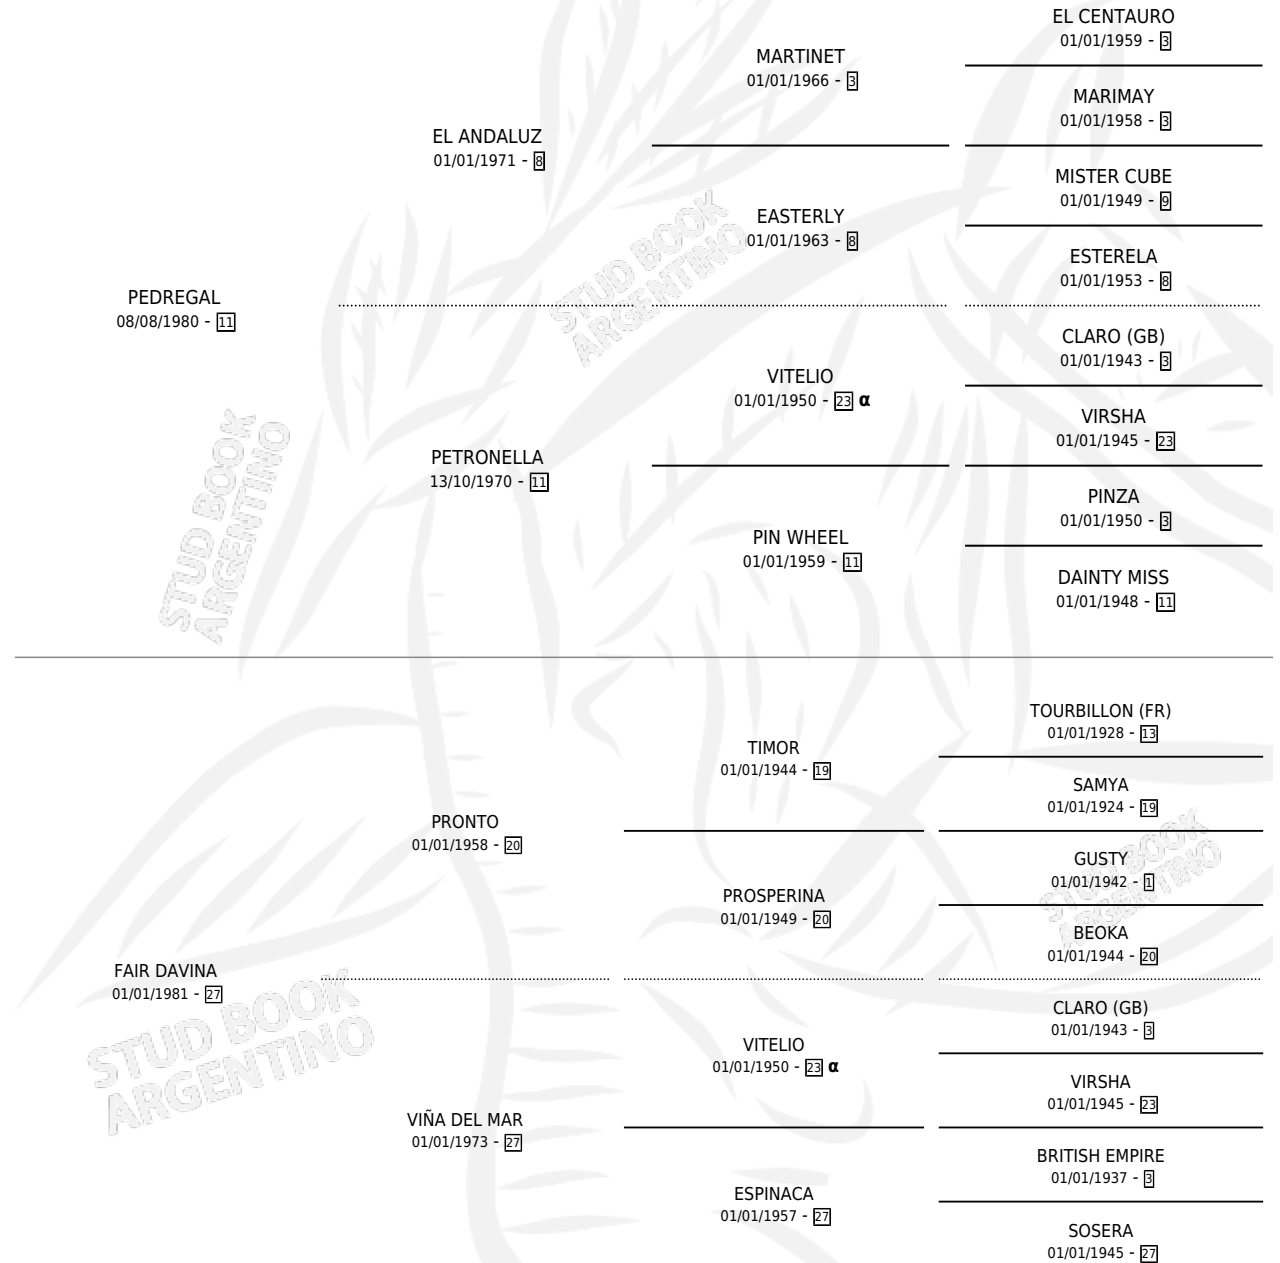 EL CENTAURO
01/01/1959 - 3
MARTINET
01/01/1966 - 3
MARIMAY
01/01/1958 - 3
EL ANDALUZ
01/01/1971 - 8
MISTER CUBE
01/01/1949 - 9
EASTERLY
01/01/1963 - 8
ESTERELA
01/01/1953 - 8
PEDREGAL
08/08/1980 - 11
CLARO (GB)
01/01/1943 - 3
VITELIO
01/01/1950 - 23 α
VIRSHA
01/01/1945 - 23
PETRONELLA
13/10/1970 - 11
PINZA
01/01/1950 - 3
PIN WHEEL
01/01/1959 - 11
DAINTY MISS
01/01/1948 - 11
TOURBILLON (FR)
01/01/1928 - 13
TIMOR
01/01/1944 - 19
SAMYA
01/01/1924 - 19
PRONTO
01/01/1958 - 20
GUSTY
01/01/1942 - 1
PROSPERINA
01/01/1949 - 20
BEOKA
01/01/1944 - 20
FAIR DAVINA
01/01/1981 - 27
CLARO (GB)
01/01/1943 - 3
VITELIO
01/01/1950 - 23 α
VIRSHA
01/01/1945 - 23
VIÑA DEL MAR
01/01/1973 - 27
BRITISH EMPIRE
01/01/1937 - 3
ESPINACA
01/01/1957 - 27
SOSERA
01/01/1945 - 27
STUD BOOK
ARGENTINO
STUD BOOK
ARGENTINO
STUD BOOK
ARGENTINO
STUD BOOK
ARGENTINO